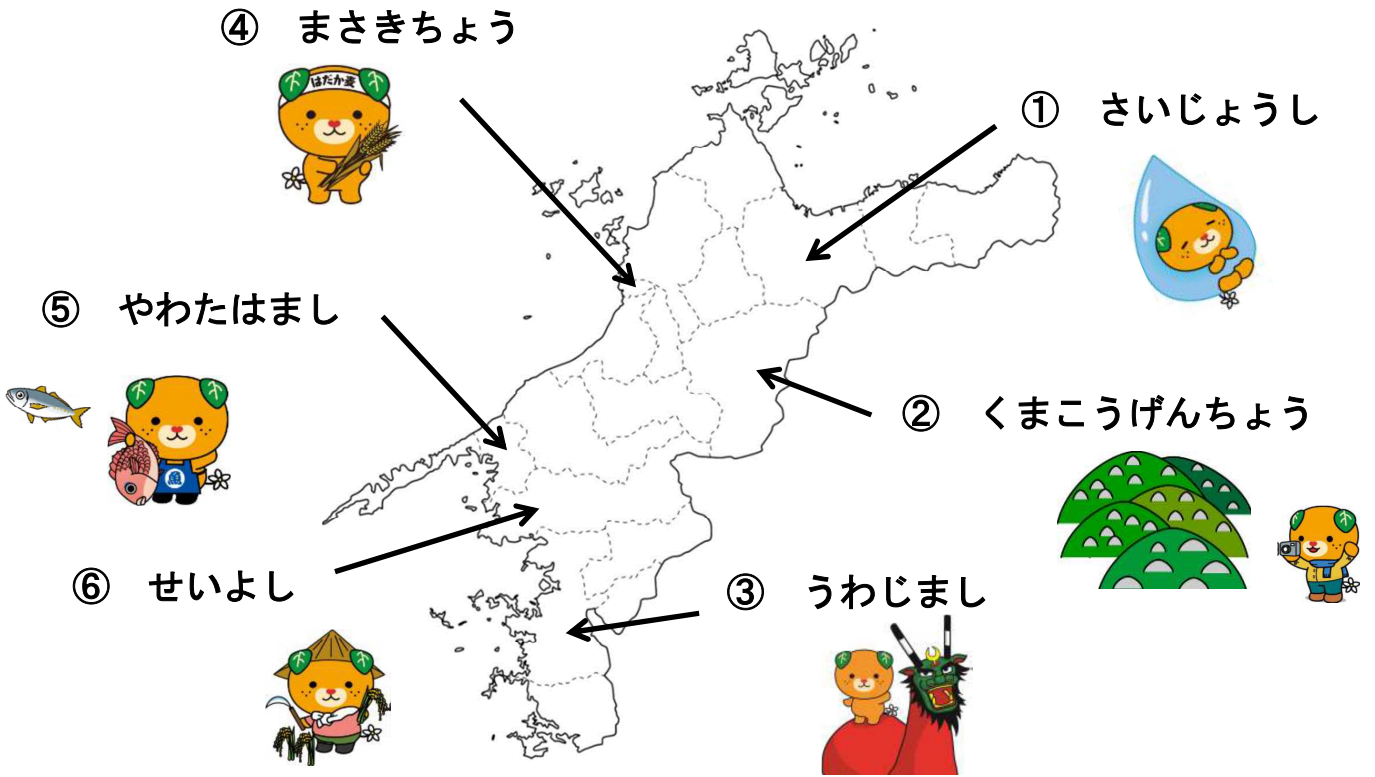 ④ まさきちょう
はだか麦
① さいじょうし
⑤ やわたはまし
魚
② くまこうげんちょう
⑥ せいよし
③ うわじまし